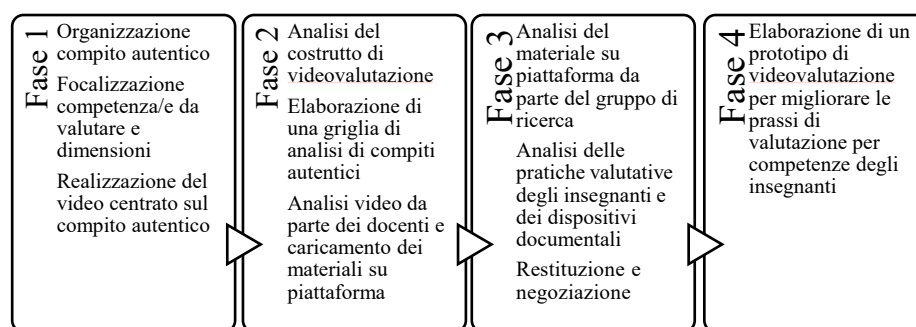 Fase 1
Organizzazione
compito autentico
Focalizzazione
competenza/e da
valutare e
dimensioni
Realizzazione del
video centrato sul
compito autentico
Fase 2
Analisi del
costrutto di
videovalutazione
Elaborazione di
una griglia di
analisi di compiti
autentici
Analisi video da
parte dei docenti e
caricamento dei
materiali su
piattaforma
Fase 3
Analisi del
materiale su
piattaforma da
parte del gruppo di
ricerca
Analisi delle
pratiche valutative
degli insegnanti e
dei dispositivi
documentali
Restituzione e
negoziazione
Fase 4
Elaborazione di un
prototipo di
videovalutazione
per migliorare le
prassi di
valutazione per
competenze degli
insegnanti